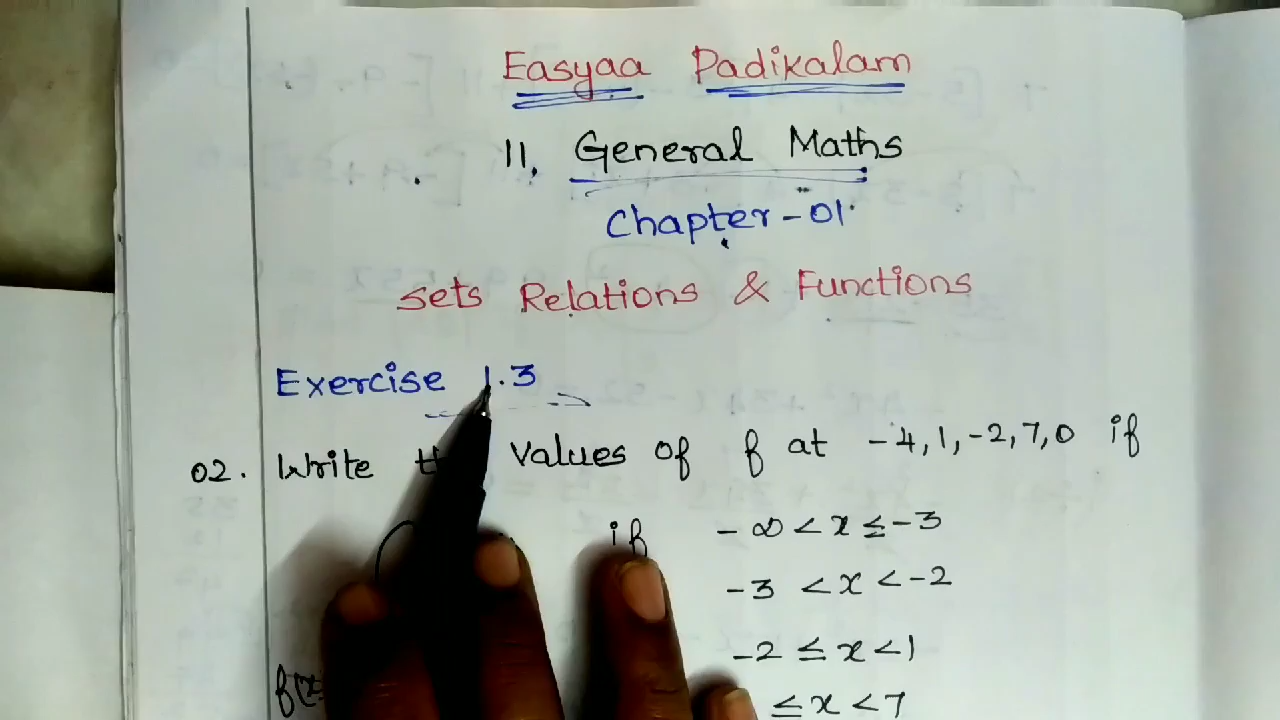 Easyaa Padikalam
11, General Maths
Chapter-01
Sets Relations & Functions
Exercise 1.3
02. Write values of f at -4, 1, -2, 7, 0 if
if -∞ < x ≤ -3
-3 < x < -2
-2 ≤ x < 1
≤ x < 7
f(x